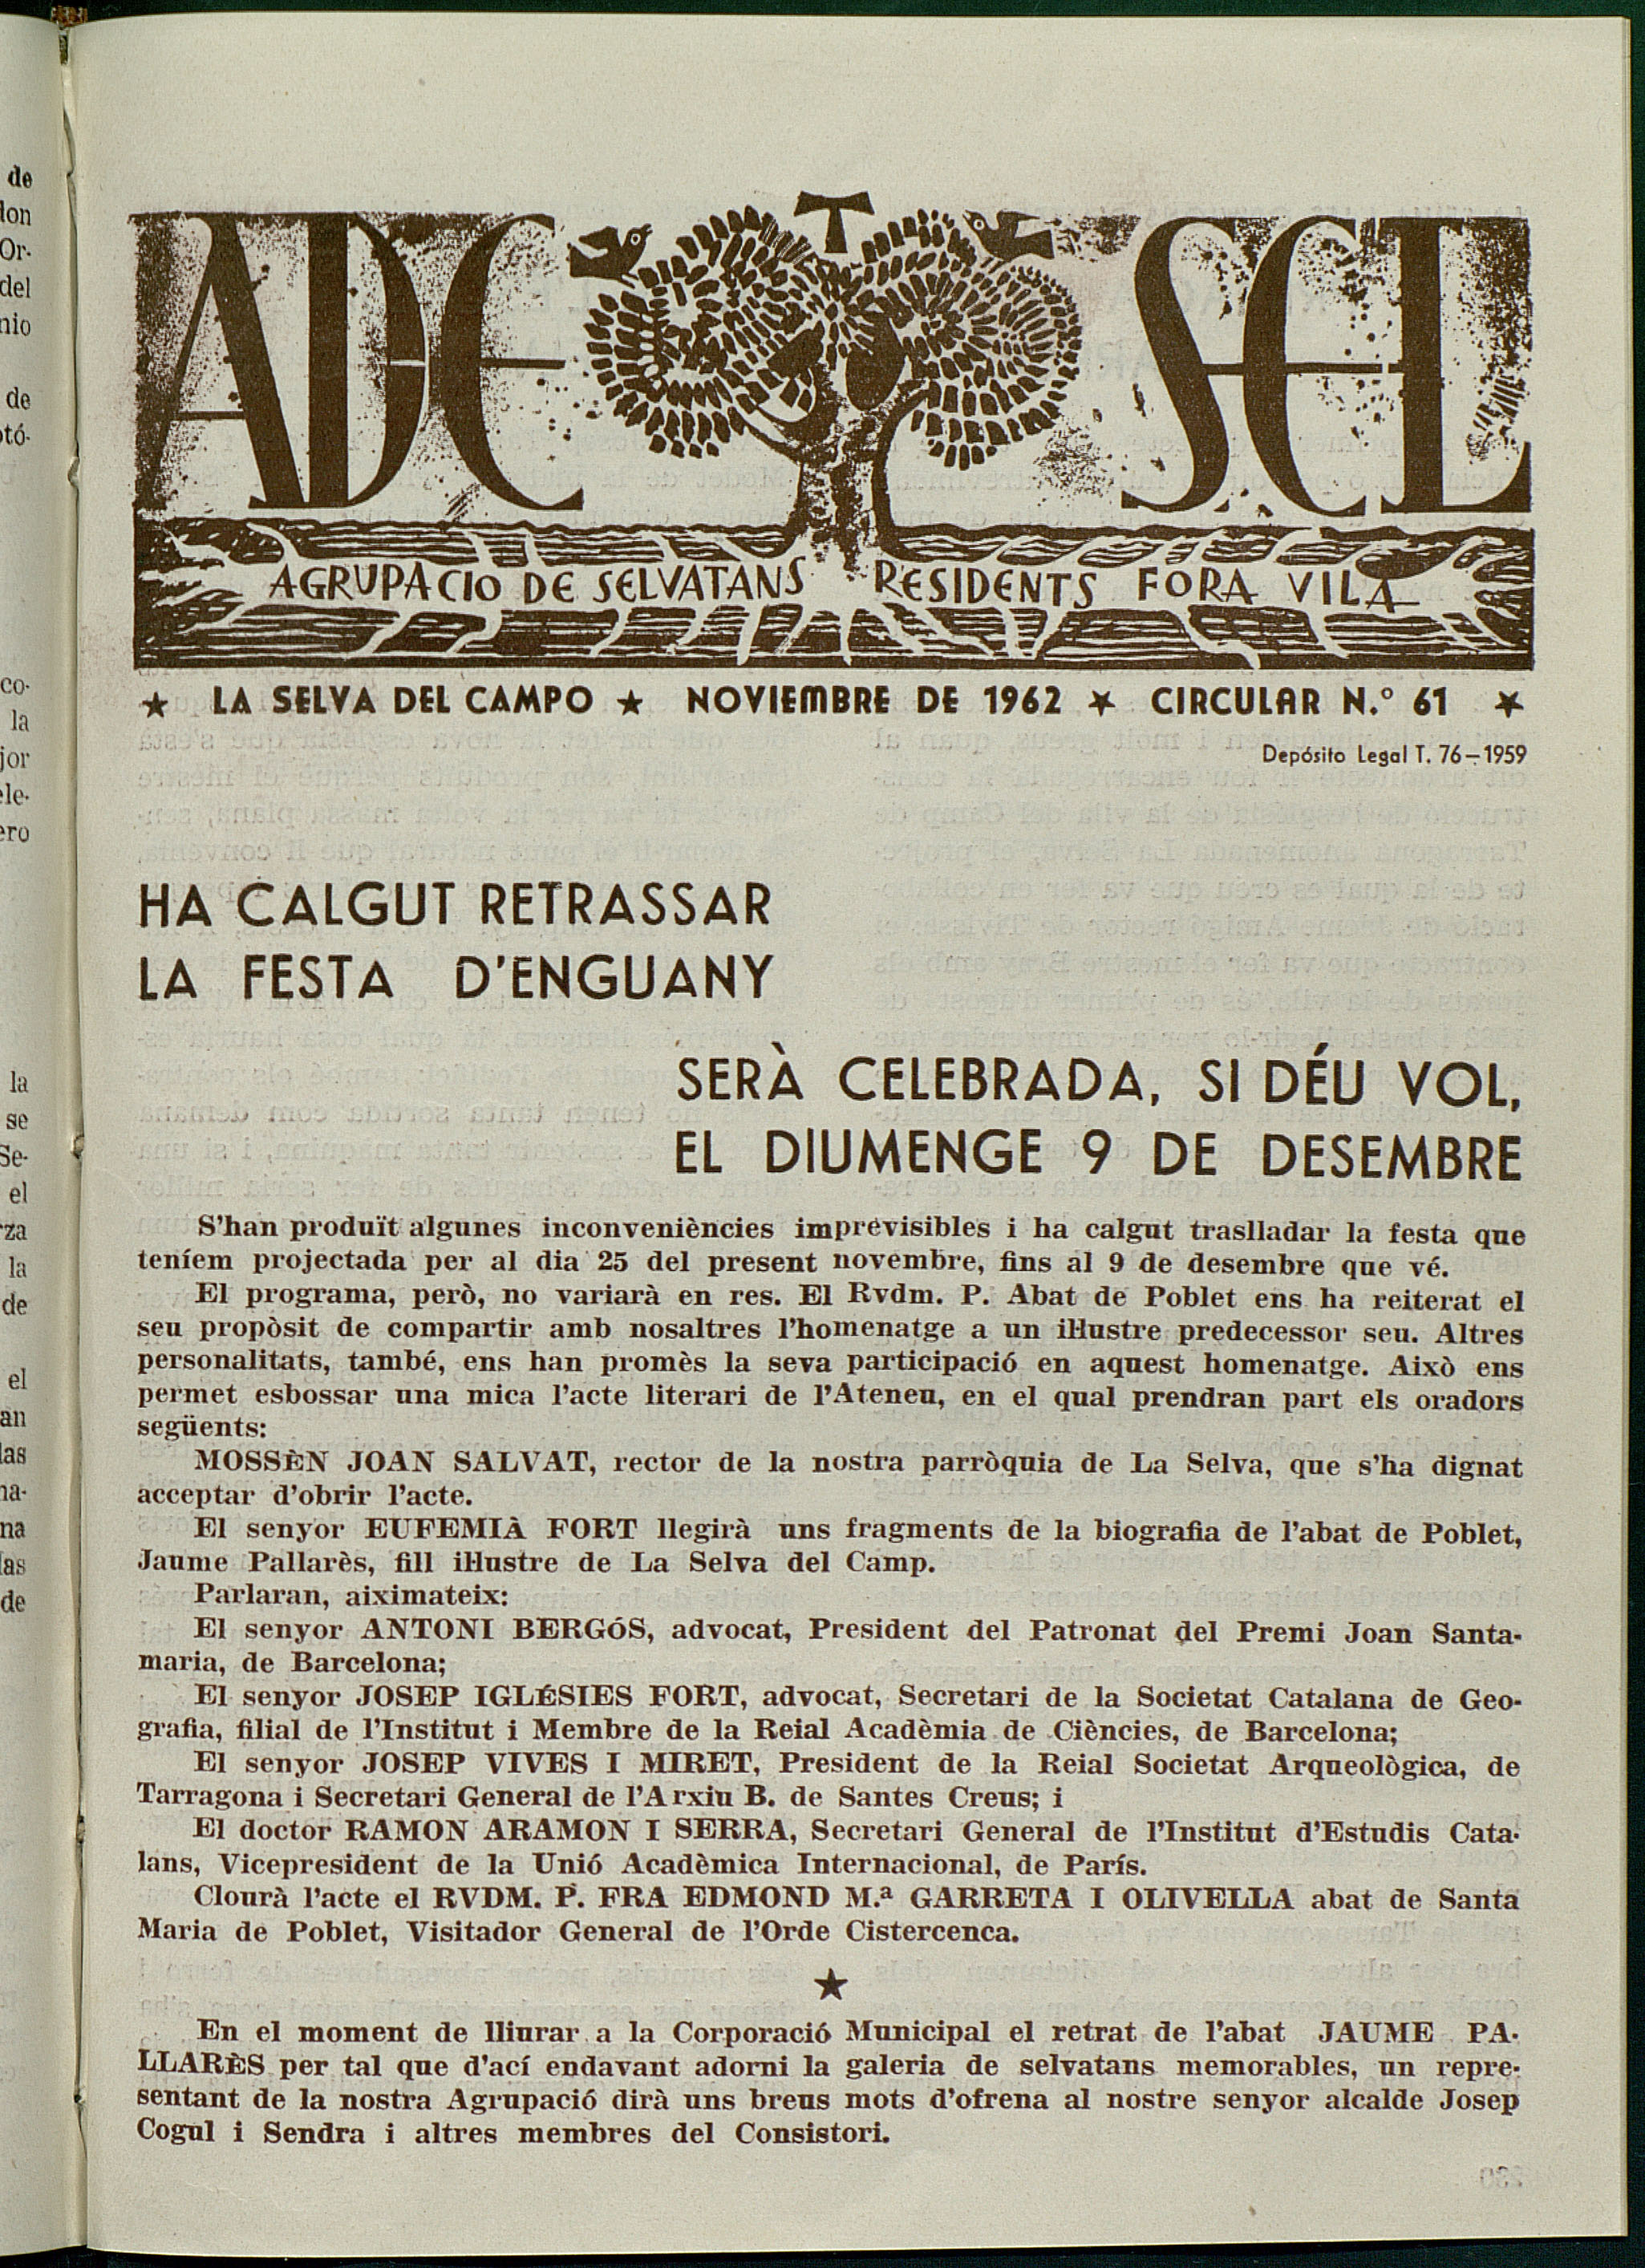 ADE SEL
AGRUPACIO DE SELVATANS RESIDENTS FORA VILA
★ LA SELVA DEL CAMPO ★ NOVIEMBRE DE 1962 ★ CIRCULAR N.º 61 ★
Depósito Legal T. 76–1959
HA CALGUT RETRASSAR
LA FESTA D'ENGUANY
SERÀ CELEBRADA, SI DÉU VOL,
EL DIUMENGE 9 DE DESEMBRE
S'han produït algunes inconveniències imprevisibles i ha calgut traslladar la festa que
teníem projectada per al dia 25 del present novembre, fins al 9 de desembre que vé.
El programa, però, no variarà en res. El Rvdm. P. Abat de Poblet ens ha reiterat el
seu propòsit de compartir amb nosaltres l'homenatge a un il·lustre predecessor seu. Altres
personalitats, també, ens han promès la seva participació en aquest homenatge. Això ens
permet esbossar una mica l'acte literari de l'Ateneu, en el qual prendran part els oradors
següents:
MOSSÈN JOAN SALVAT, rector de la nostra parròquia de La Selva, que s'ha dignat
acceptar d'obrir l'acte.
El senyor EUFEMIÀ FORT llegirà uns fragments de la biografia de l'abat de Poblet,
Jaume Pallarès, fill il·lustre de La Selva del Camp.
Parlaran, aiximateix:
El senyor ANTONI BERGÓS, advocat, President del Patronat del Premi Joan Santa-
maria, de Barcelona;
El senyor JOSEP IGLÉSIES FORT, advocat, Secretari de la Societat Catalana de Geo-
grafia, filial de l'Institut i Membre de la Reial Acadèmia de Ciències, de Barcelona;
El senyor JOSEP VIVES I MIRET, President de la Reial Societat Arqueològica, de
Tarragona i Secretari General de l'Arxiu B. de Santes Creus; i
El doctor RAMON ARAMON I SERRA, Secretari General de l'Institut d'Estudis Cata-
lans, Vicepresident de la Unió Acadèmica Internacional, de París.
Clourà l'acte el RVDM. P. FRA EDMOND M.ª GARRETA I OLIVELLA abat de Santa
Maria de Poblet, Visitador General de l'Orde Cistercenca.
★
En el moment de lliurar a la Corporació Municipal el retrat de l'abat JAUME PA-
LLARÈS per tal que d'ací endavant adorni la galeria de selvatans memorables, un repre-
sentant de la nostra Agrupació dirà uns breus mots d'ofrena al nostre senyor alcalde Josep
Cogul i Sendra i altres membres del Consistori.